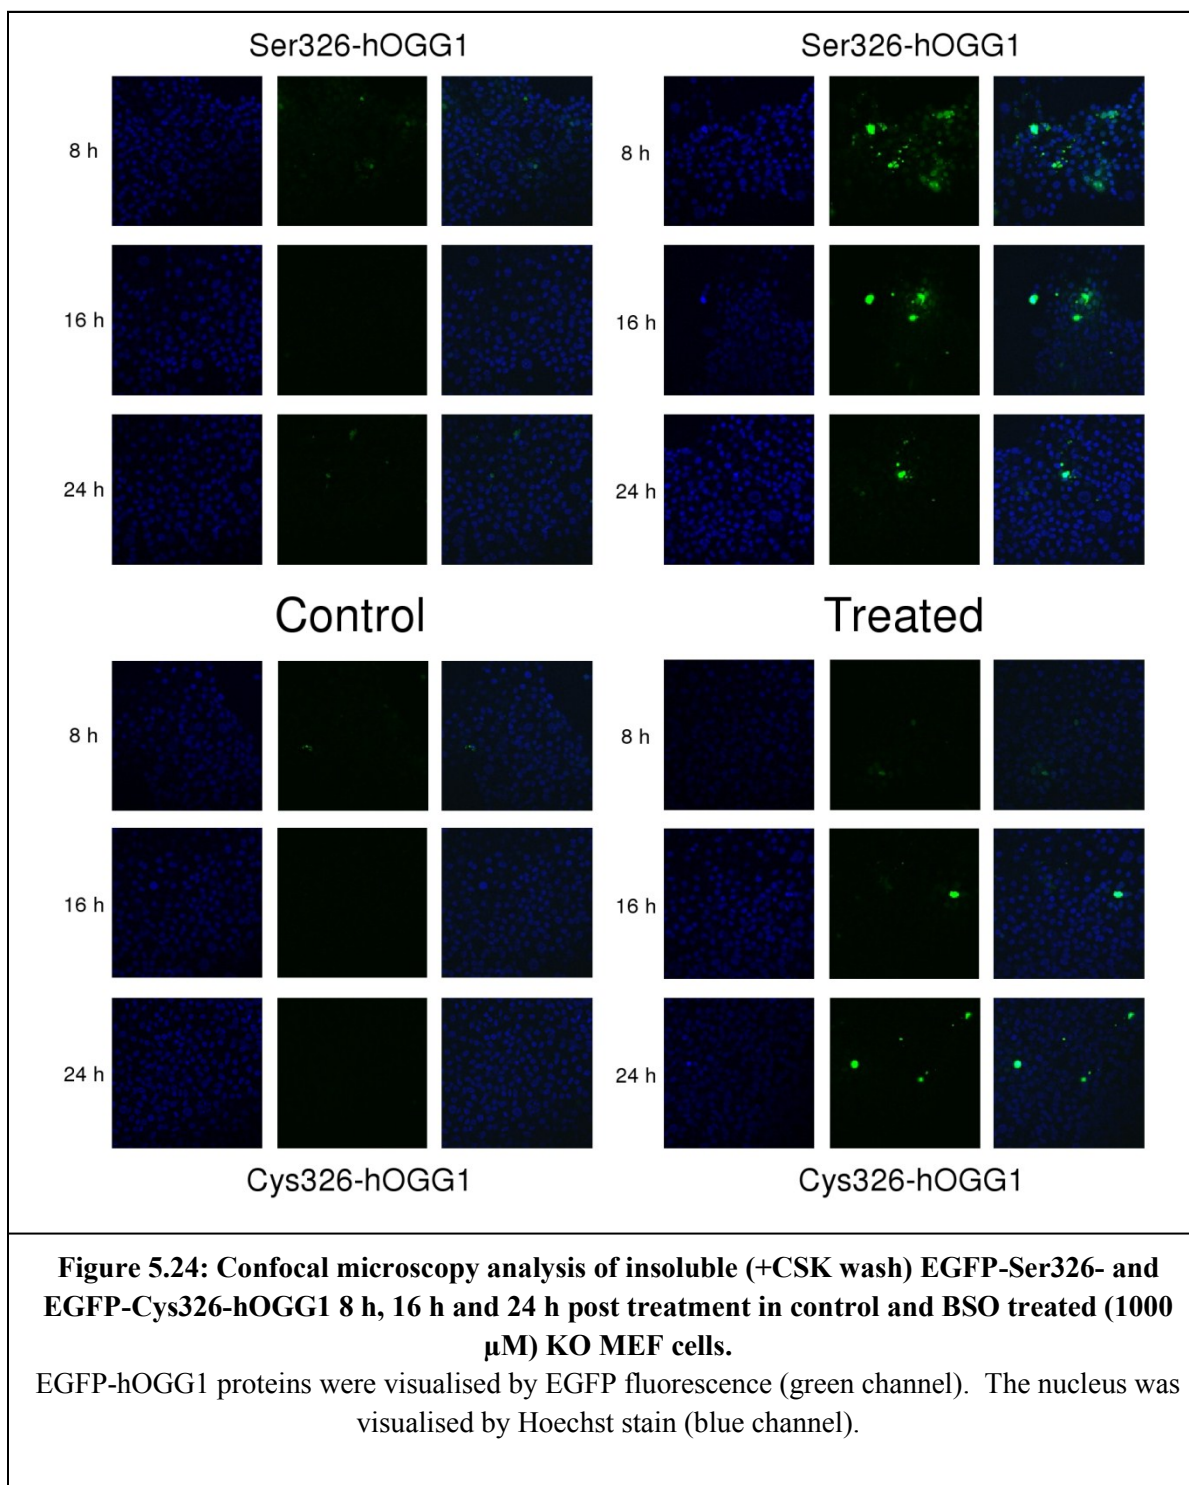 Ser326-hOGG1
Ser326-hOGG1
8 h
8 h
16 h
16 h
24 h
24 h
Control
Treated
8 h
8 h
16 h
16 h
24 h
24 h
Cys326-hOGG1
Cys326-hOGG1
Figure 5.24: Confocal microscopy analysis of insoluble (+CSK wash) EGFP-Ser326- and
EGFP-Cys326-hOGG1 8 h, 16 h and 24 h post treatment in control and BSO treated (1000
µM) KO MEF cells.
EGFP-hOGG1 proteins were visualised by EGFP fluorescence (green channel).  The nucleus was
visualised by Hoechst stain (blue channel).